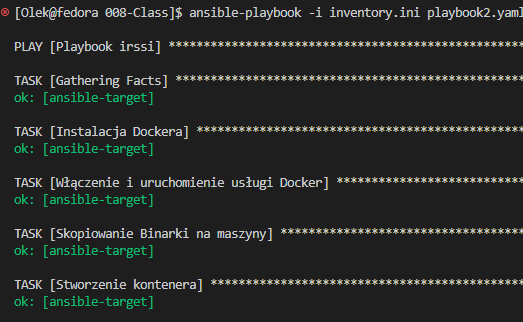 [Olek@fedora 008-Class]$ ansible-playbook -i inventory.ini playbook2.yaml
PLAY [Playbook irssi] **************************************************
TASK [Gathering Facts] *************************************************
ok: [ansible-target]
TASK [Instalacja Dockera] **********************************************
ok: [ansible-target]
TASK [Włączenie i uruchomienie usługi Docker] **************************
ok: [ansible-target]
TASK [Skopiowanie Binarki na maszyny] **********************************
ok: [ansible-target]
TASK [Stworzenie kontenera] ********************************************
ok: [ansible-target]